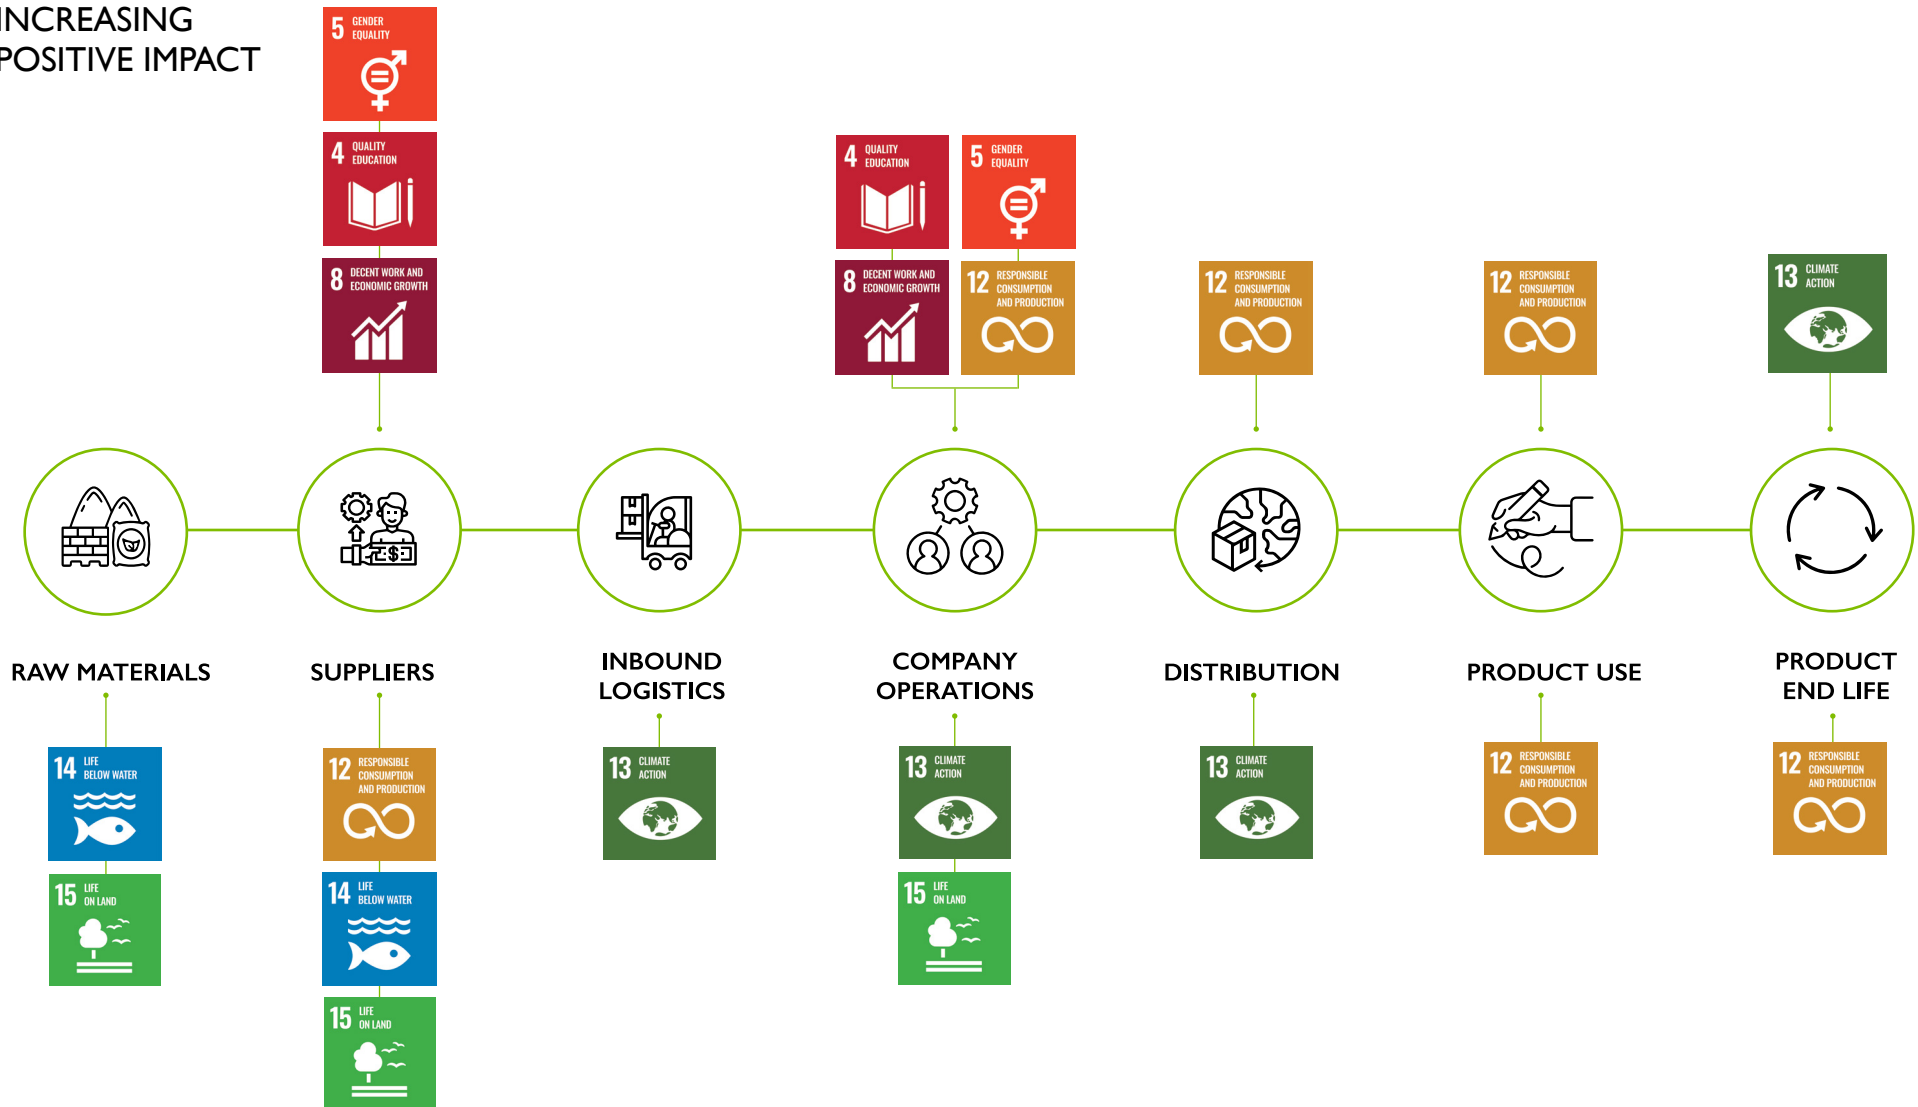 INCREASING
POSITIVE IMPACT
5 GENDER
EQUALITY
4 QUALITY
EDUCATION
8 DECENT WORK AND
ECONOMIC GROWTH
4 QUALITY
EDUCATION
5 GENDER
EQUALITY
8 DECENT WORK AND
ECONOMIC GROWTH
12 RESPONSIBLE
CONSUMPTION
AND PRODUCTION
12 RESPONSIBLE
CONSUMPTION
AND PRODUCTION
12 RESPONSIBLE
CONSUMPTION
AND PRODUCTION
13 CLIMATE
ACTION
$
RAW MATERIALS
SUPPLIERS
INBOUND
LOGISTICS
COMPANY
OPERATIONS
DISTRIBUTION
PRODUCT USE
PRODUCT
END LIFE
14 LIFE
BELOW WATER
15 LIFE
ON LAND
12 RESPONSIBLE
CONSUMPTION
AND PRODUCTION
14 LIFE
BELOW WATER
15 LIFE
ON LAND
13 CLIMATE
ACTION
13 CLIMATE
ACTION
15 LIFE
ON LAND
13 CLIMATE
ACTION
12 RESPONSIBLE
CONSUMPTION
AND PRODUCTION
12 RESPONSIBLE
CONSUMPTION
AND PRODUCTION